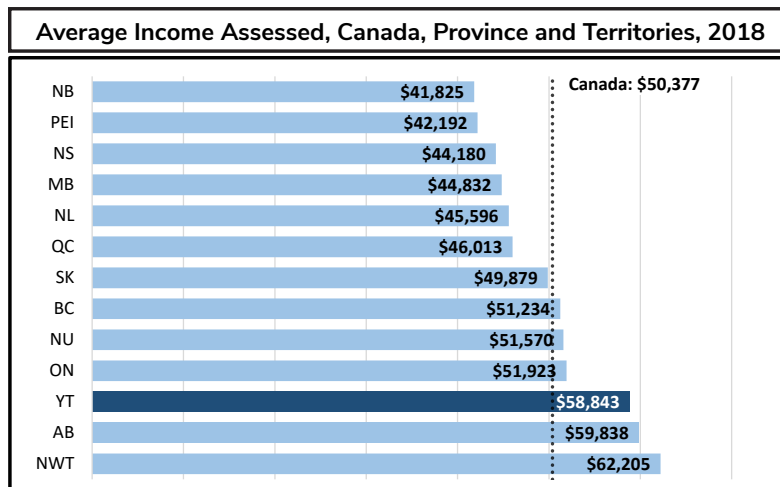 Average Income Assessed, Canada, Province and Territories, 2018
Canada: $50,377
NB $41,825
PEI $42,192
NS $44,180
MB $44,832
NL $45,596
QC $46,013
SK $49,879
BC $51,234
NU $51,570
ON $51,923
YT $58,843
AB $59,838
NWT $62,205